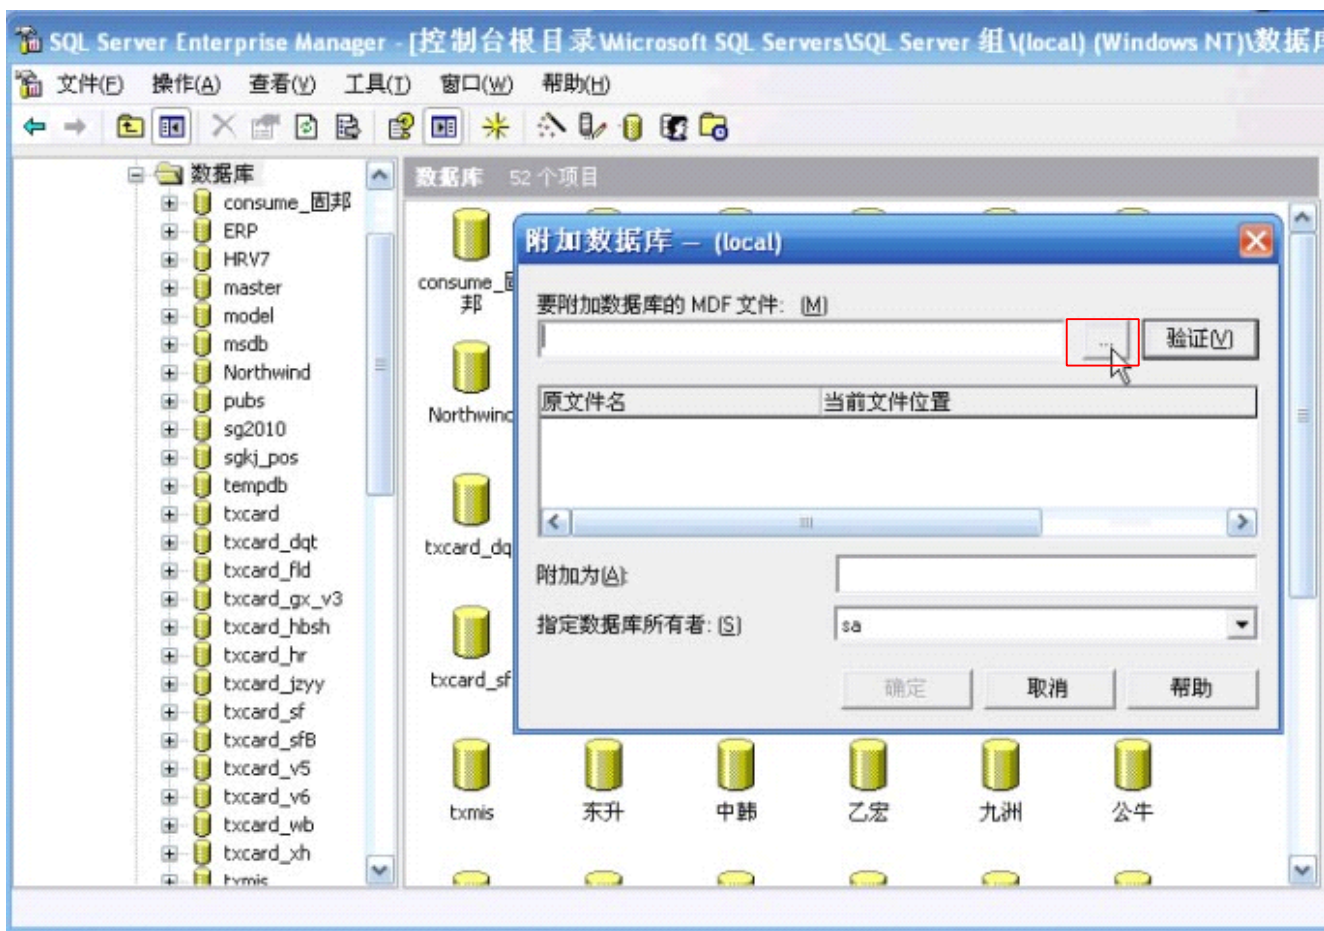 SQL Server Enterprise Manager - [控制台根目录\Microsoft SQL Servers\SQL Server 组\(local) (Windows NT)\数据库
文件(F) 操作(A) 查看(V) 工具(T) 窗口(W) 帮助(H)
数据库
consume_固邦
ERP
HRV7
master
model
msdb
Northwind
pubs
sg2010
sgkj_pos
tempdb
txcard
txcard_dqt
txcard_fld
txcard_gx_v3
txcard_hbsh
txcard_hr
txcard_jzyy
txcard_sf
txcard_sfB
txcard_v5
txcard_v6
txcard_wb
txcard_xh
txmis
数据库 52 个项目
consume_固
邦
Northwind
txcard_dq
txcard_sf
txmis 东升 中韩 乙宏 九洲 公牛
附加数据库 - (local)
要附加数据库的 MDF 文件: (M)
... 验证(V)
原文件名 当前文件位置
附加为(A):
指定数据库所有者: (S) sa
确定 取消 帮助